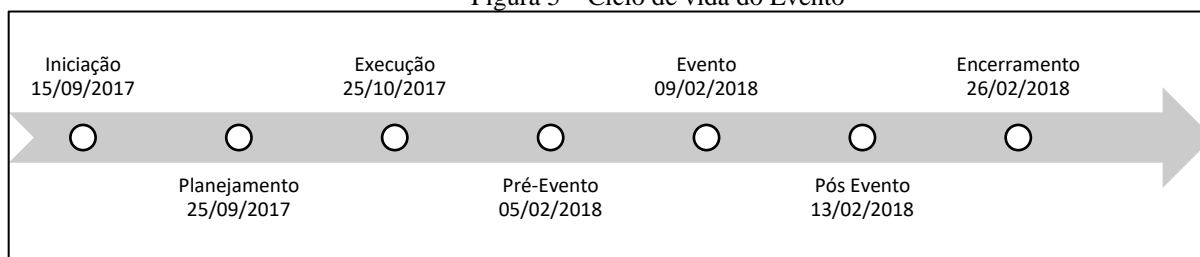 Figura 3 – Ciclo de vida do Evento
Iniciação
15/09/2017
Execução
25/10/2017
Evento
09/02/2018
Encerramento
26/02/2018
Planejamento
25/09/2017
Pré-Evento
05/02/2018
Pós Evento
13/02/2018